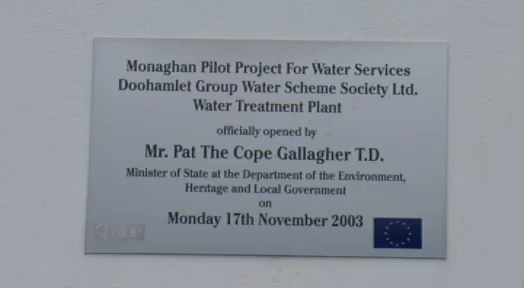 Monaghan Pilot Project For Water Services
Doohamlet Group Water Scheme Society Ltd.
Water Treatment Plant
officially opened by
Mr. Pat The Cope Gallagher T.D.
Minister of State at the Department of the Environment,
Heritage and Local Government
on
Monday 17th November 2003